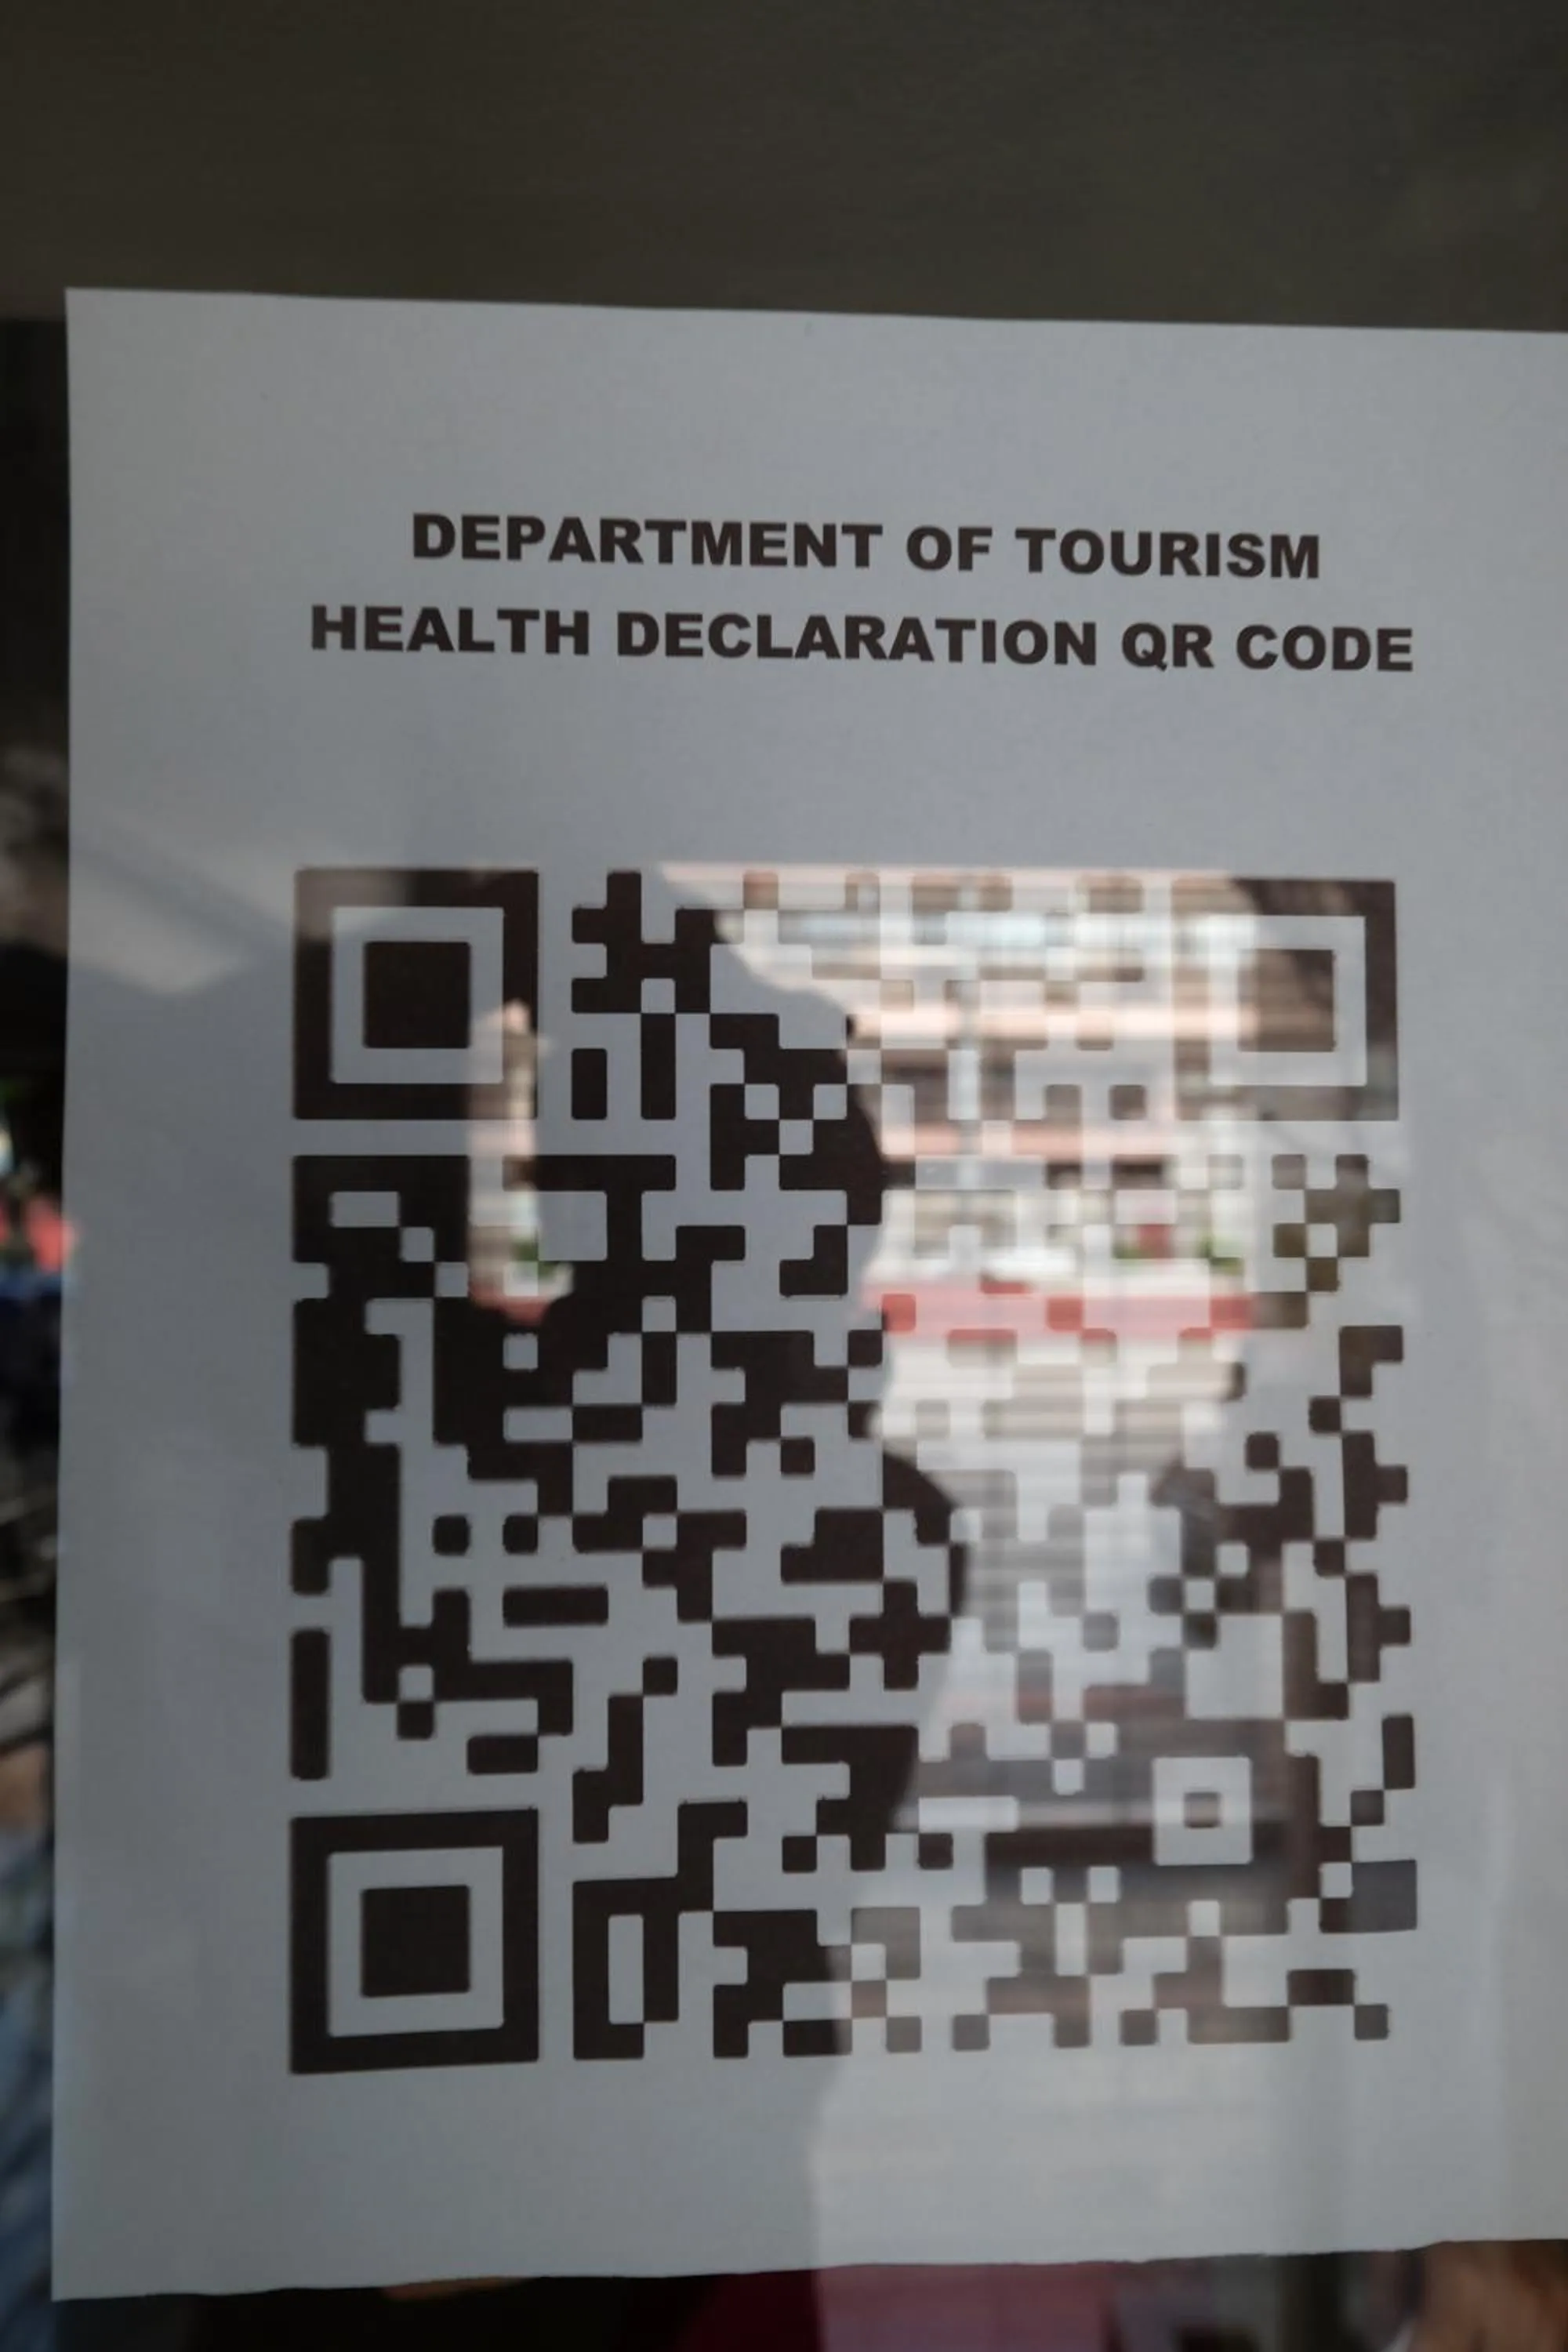 DEPARTMENT OF TOURISM
HEALTH DECLARATION QR CODE